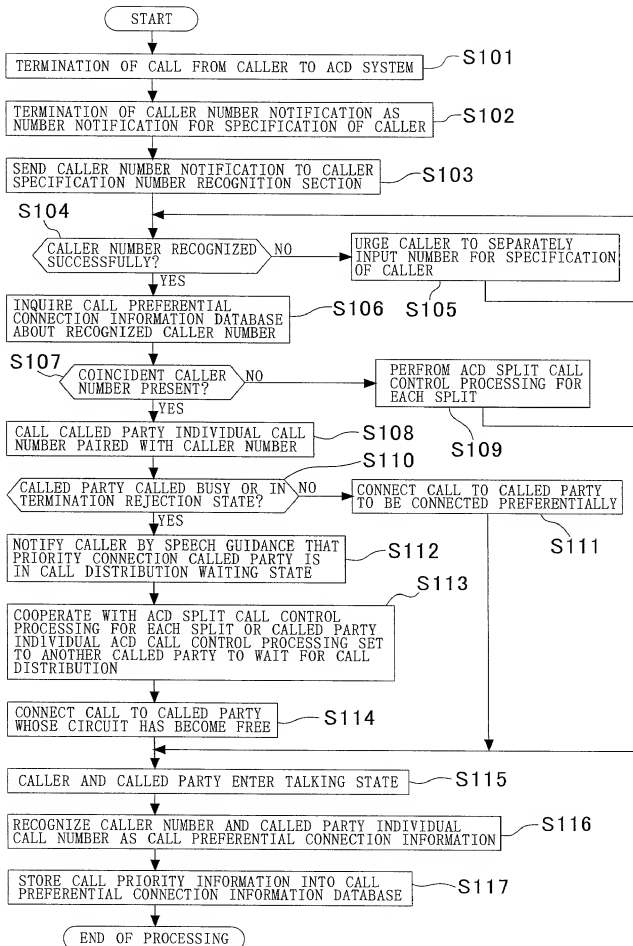 START
TERMINATION OF CALL FROM CALLER TO ACD SYSTEM
S101
TERMINATION OF CALLER NUMBER NOTIFICATION AS
NUMBER NOTIFICATION FOR SPECIFICATION OF CALLER
S102
SEND CALLER NUMBER NOTIFICATION TO CALLER
SPECIFICATION NUMBER RECOGNITION SECTION
S103
S104
CALLER NUMBER RECOGNIZED
SUCCESSFULLY?
NO
YES
URGE CALLER TO SEPARATELY
INPUT NUMBER FOR SPECIFICATION
OF CALLER
S105
INQUIRE CALL PREFERENTIAL
CONNECTION INFORMATION DATABASE
ABOUT RECOGNIZED CALLER NUMBER
S106
S107
COINCIDENT CALLER
NUMBER PRESENT?
NO
YES
PERFROM ACD SPLIT CALL
CONTROL PROCESSING FOR
EACH SPLIT
S109
CALL CALLED PARTY INDIVIDUAL CALL
NUMBER PAIRED WITH CALLER NUMBER
S108
S110
CALLED PARTY CALLED BUSY OR IN
TERMINATION REJECTION STATE?
NO
YES
CONNECT CALL TO CALLED PARTY
TO BE CONNECTED PREFERENTIALLY
S111
NOTIFY CALLER BY SPEECH GUIDANCE THAT
PRIORITY CONNECTION CALLED PARTY IS
IN CALL DISTRIBUTION WAITING STATE
S112
S113
COOPERATE WITH ACD SPLIT CALL CONTROL
PROCESSING FOR EACH SPLIT OR CALLED PARTY
INDIVIDUAL ACD CALL CONTROL PROCESSING SET
TO ANOTHER CALLED PARTY TO WAIT FOR CALL
DISTRIBUTION
CONNECT CALL TO CALLED PARTY
WHOSE CIRCUIT HAS BECOME FREE
S114
CALLER AND CALLED PARTY ENTER TALKING STATE
S115
RECOGNIZE CALLER NUMBER AND CALLED PARTY INDIVIDUAL
CALL NUMBER AS CALL PREFERENTIAL CONNECTION INFORMATION
S116
STORE CALL PRIORITY INFORMATION INTO CALL
PREFERENTIAL CONNECTION INFORMATION DATABASE
S117
END OF PROCESSING